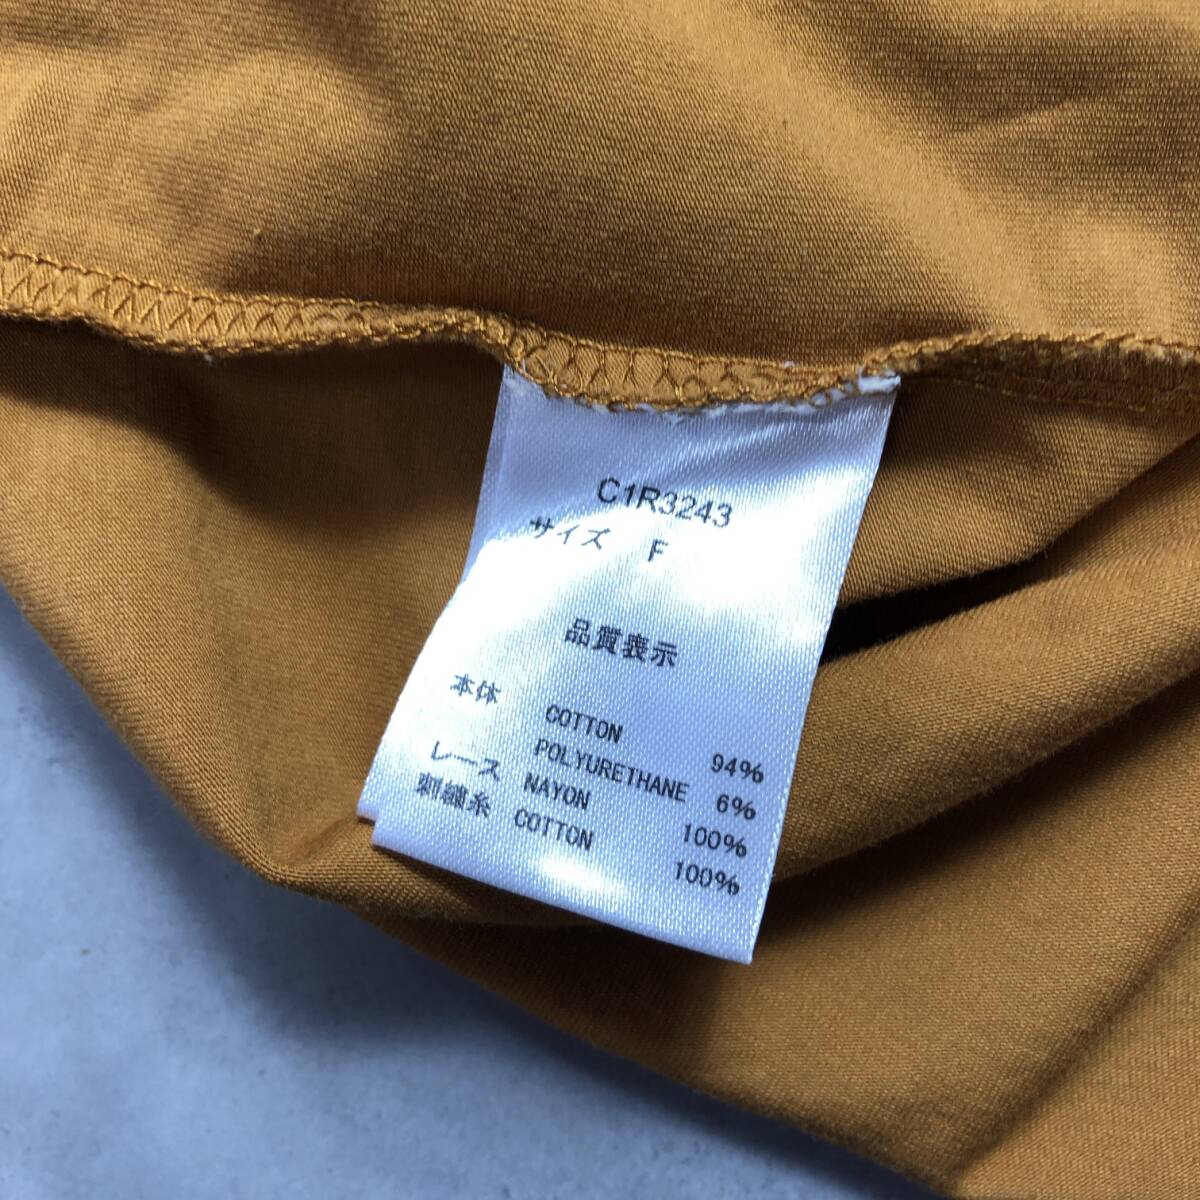 C1R3243
サイズ F
品質表示
本体 COTTON 94%
POLYURETHANE 6%
レース NAYON 100%
刺繍糸 COTTON 100%